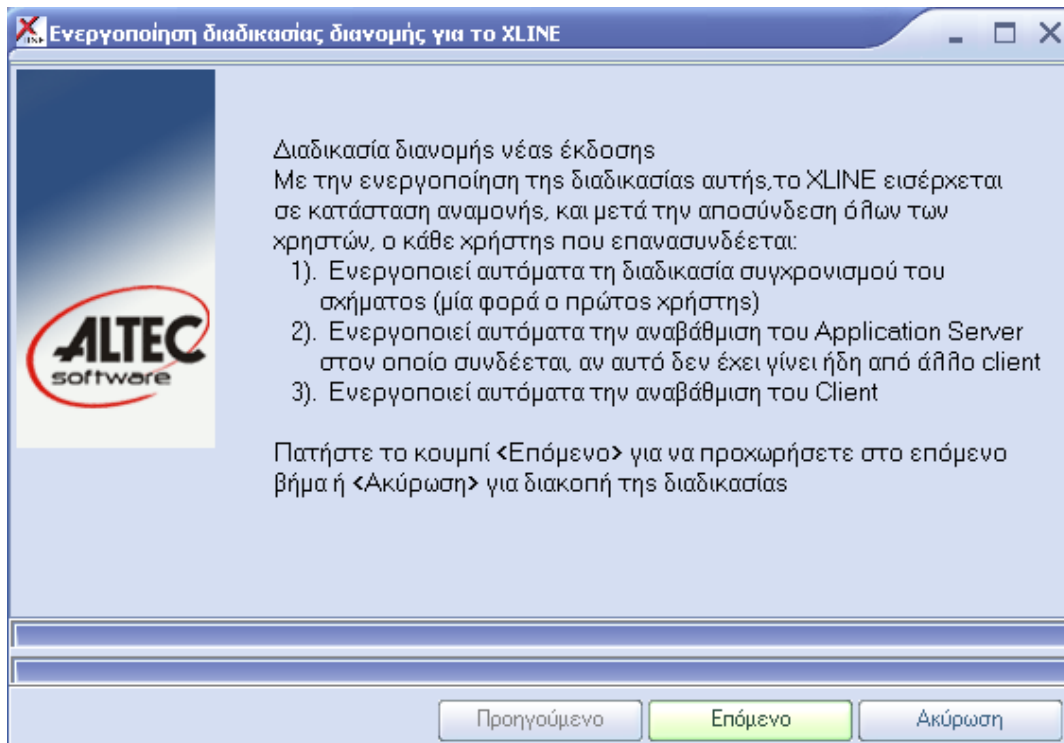 Ενεργοποίηση διαδικασίας διανομής για το XLINE
Διαδικασία διανομής νέας έκδοσης
Με την ενεργοποίηση της διαδικασίας αυτής,το XLINE εισέρχεται
σε κατάσταση αναμονής, και μετά την αποσύνδεση όλων των
χρηστών, ο κάθε χρήστης που επανασυνδέεται:
1). Ενεργοποιεί αυτόματα τη διαδικασία συγχρονισμού του
σχήματος (μία φορά ο πρώτος χρήστης)
2). Ενεργοποιεί αυτόματα την αναβάθμιση του Application Server
στον οποίο συνδέεται, αν αυτό δεν έχει γίνει ήδη από άλλο client
3). Ενεργοποιεί αυτόματα την αναβάθμιση του Client
ALTEC
software
Πατήστε το κουμπί <Επόμενο> για να προχωρήσετε στο επόμενο
βήμα ή <Ακύρωση> για διακοπή της διαδικασίας
Προηγούμενο
Επόμενο
Ακύρωση